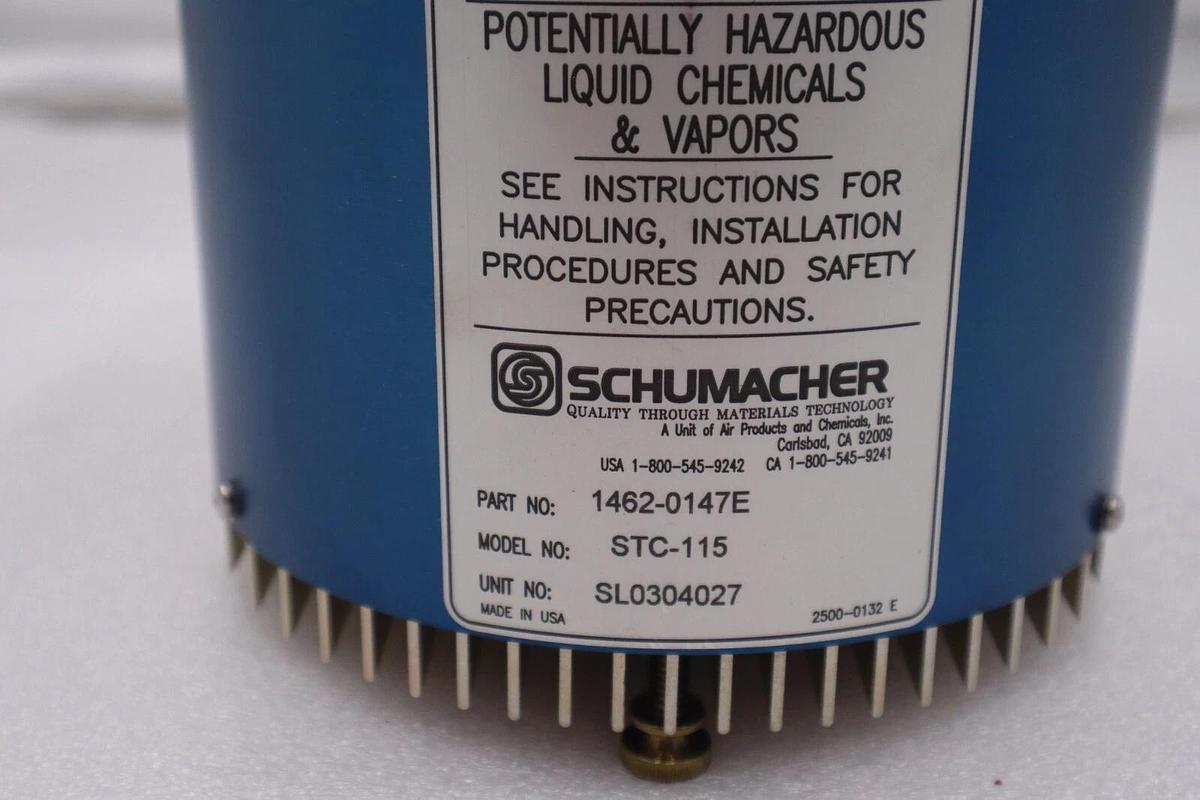 POTENTIALLY HAZARDOUS
LIQUID CHEMICALS
& VAPORS
SEE INSTRUCTIONS FOR
HANDLING, INSTALLATION
PROCEDURES AND SAFETY
PRECAUTIONS.
SCHUMACHER
QUALITY THROUGH MATERIALS TECHNOLOGY
A Unit of Air Products and Chemicals, Inc.
Carlsbad, CA 92009
USA 1-800-545-9242 CA 1-800-545-9241
PART NO: 1462-0147E
MODEL NO: STC-115
UNIT NO: SL0304027
MADE IN USA 2500-0132 E